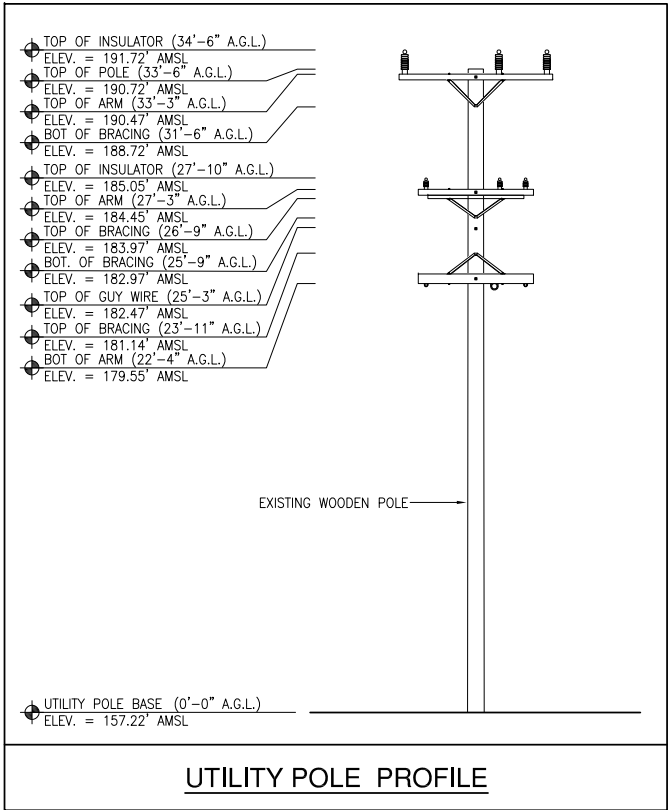 TOP OF INSULATOR (34'-6" A.G.L.)
ELEV. = 191.72' AMSL
TOP OF POLE (33'-6" A.G.L.)
ELEV. = 190.72' AMSL
TOP OF ARM (33'-3" A.G.L.)
ELEV. = 190.47' AMSL
BOT OF BRACING (31'-6" A.G.L.)
ELEV. = 188.72' AMSL
TOP OF INSULATOR (27'-10" A.G.L.)
ELEV. = 185.05' AMSL
TOP OF ARM (27'-3" A.G.L.)
ELEV. = 184.45' AMSL
TOP OF BRACING (26'-9" A.G.L.)
ELEV. = 183.97' AMSL
BOT. OF BRACING (25'-9" A.G.L.)
ELEV. = 182.97' AMSL
TOP OF GUY WIRE (25'-3" A.G.L.)
ELEV. = 182.47' AMSL
TOP OF BRACING (23'-11" A.G.L.)
ELEV. = 181.14' AMSL
BOT OF ARM (22'-4" A.G.L.)
ELEV. = 179.55' AMSL
EXISTING WOODEN POLE
UTILITY POLE BASE (0'-0" A.G.L.)
ELEV. = 157.22' AMSL
UTILITY POLE PROFILE